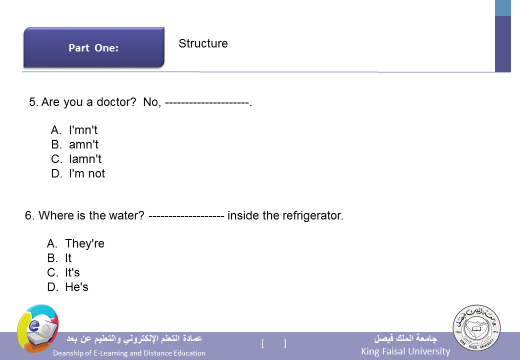 Part One:
Structure
5. Are you a doctor? No, ---------------------.
A. I'mn't
B. amn't
C. Iamn't
D. I'm not
6. Where is the water? ------------------- inside the refrigerator.
A. They're
B. It
C. It's
D. He's
عمادة التعلم الإلكتروني والتعليم عن بعد
Deanship of E-Learning and Distance Education
[ ]
جامعة الملك فيصل
King Faisal University